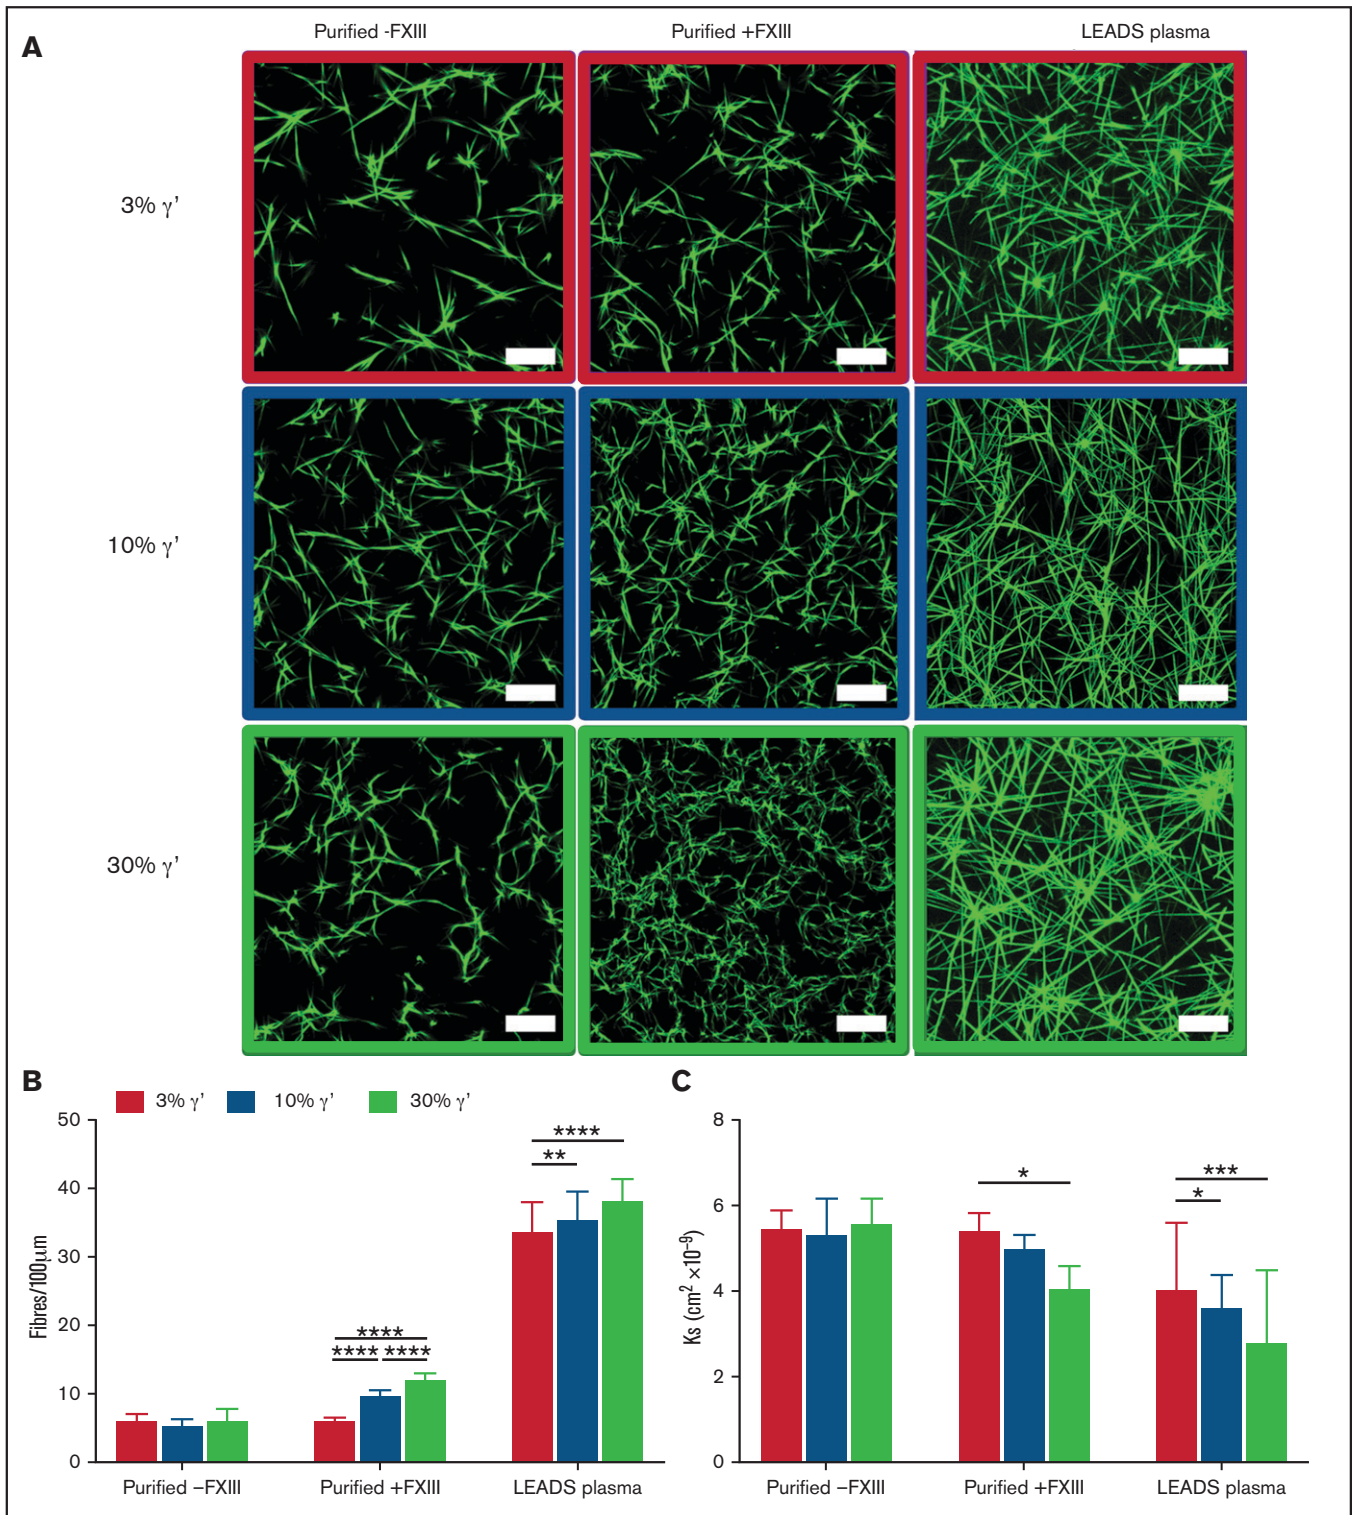 A
Purified -FXIII Purified +FXIII LEADS plasma
3% γ'
10% γ'
30% γ'
B
3% γ' 10% γ' 30% γ'
50
40
30
20
10
0
Fibres/100μm
**** **** ****
** ****
Purified –FXIII Purified +FXIII LEADS plasma
C
8
6
4
2
0
Ks (cm² ×10⁻⁹)
*
* ***
Purified –FXIII Purified +FXIII LEADS plasma